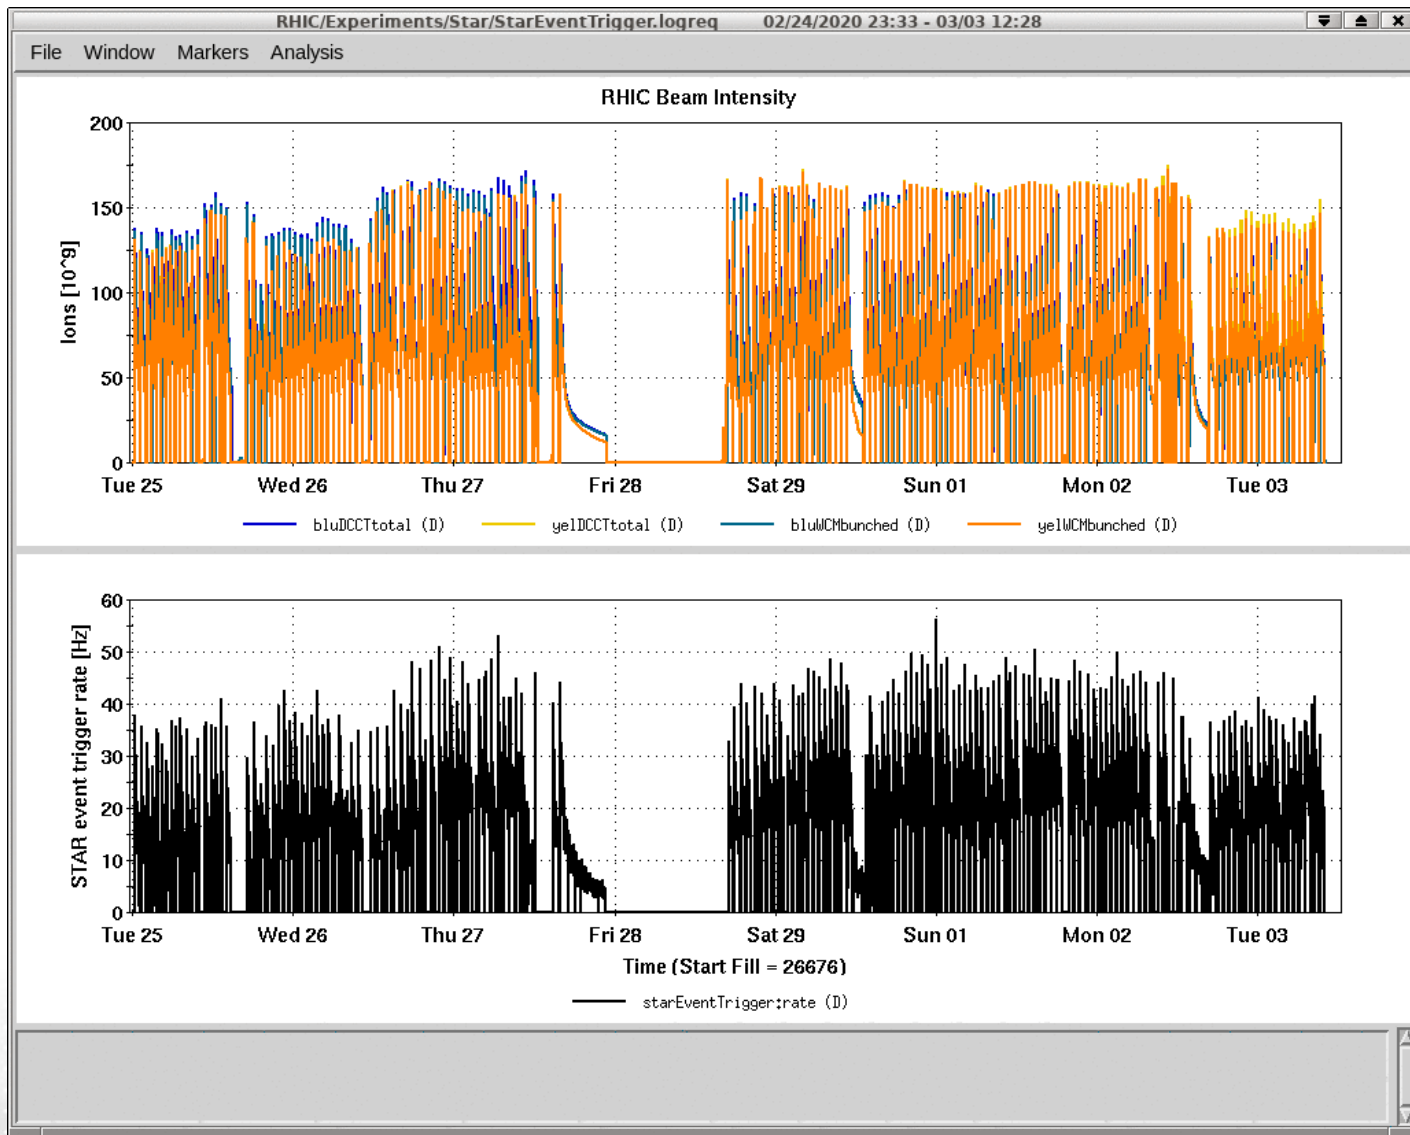 RHIC/Experiments/Star/StarEventTrigger.logreq 02/24/2020 23:33 - 03/03 12:28
File Window Markers Analysis
RHIC Beam Intensity
Ions [10^9]
200
150
100
50
0
Tue 25 Wed 26 Thu 27 Fri 28 Sat 29 Sun 01 Mon 02 Tue 03
bluDCCTtotal (D) yelDCCTtotal (D) bluWCMbunched (D) yelWCMbunched (D)
STAR event trigger rate [Hz]
60
50
40
30
20
10
0
Tue 25 Wed 26 Thu 27 Fri 28 Sat 29 Sun 01 Mon 02 Tue 03
Time (Start Fill = 26676)
starEventTrigger:rate (D)